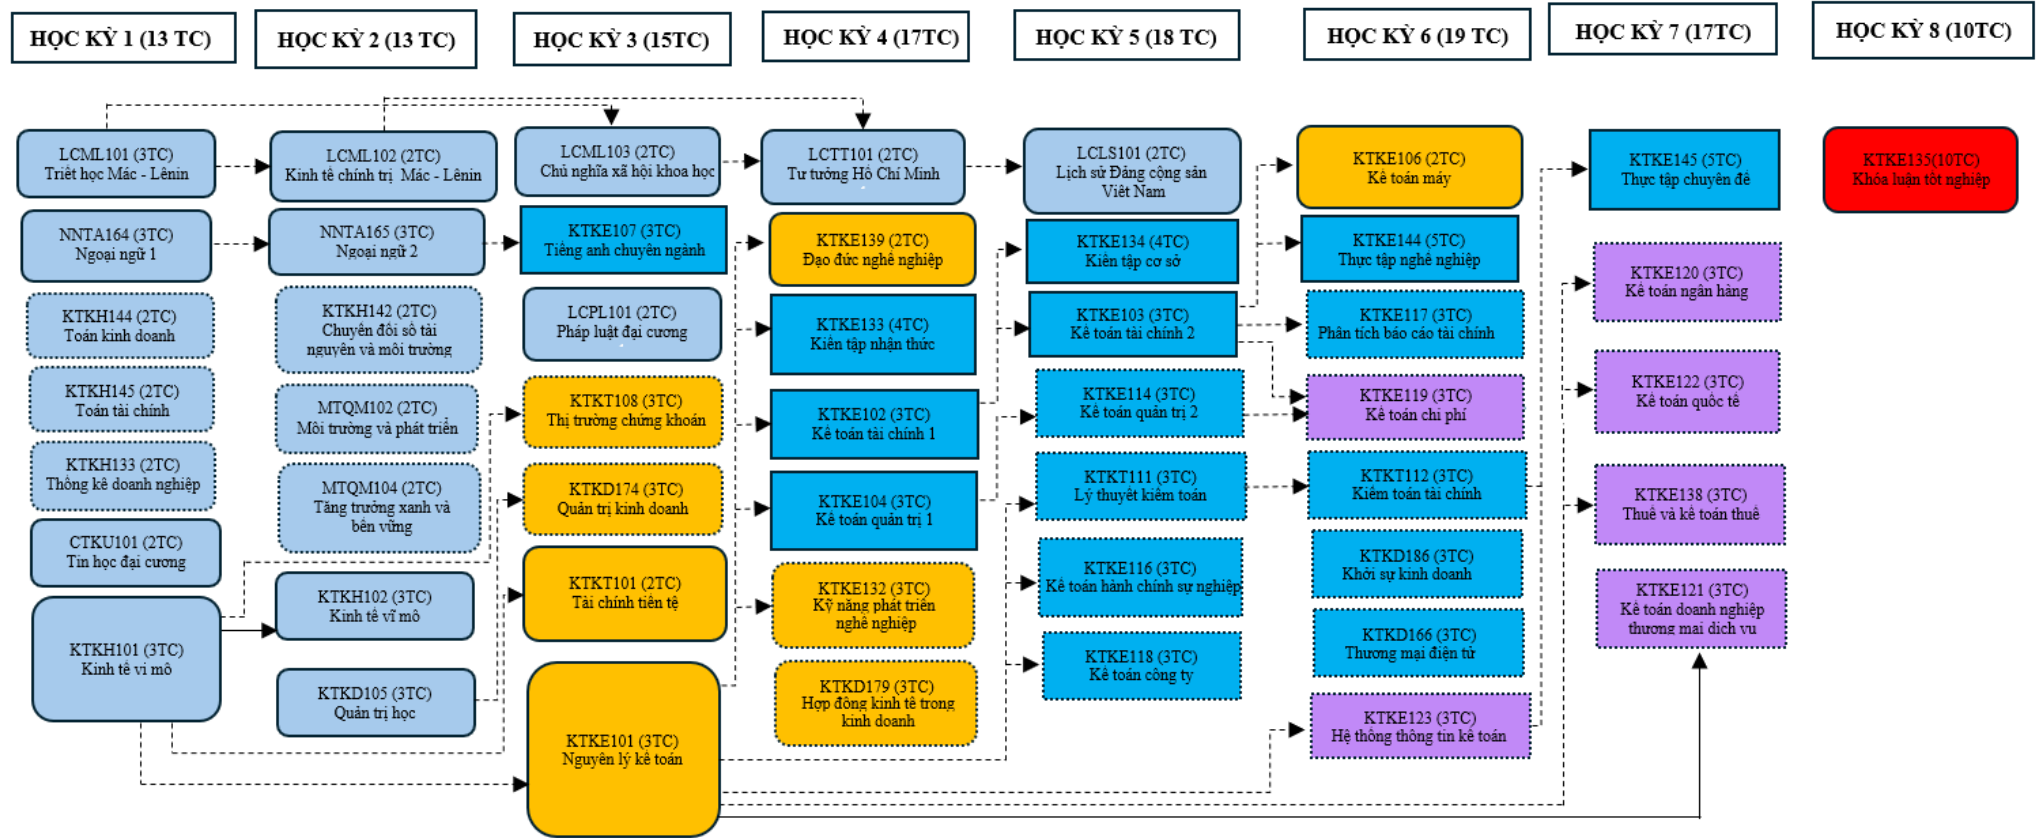 HỌC KỲ 1 (13 TC)
HỌC KỲ 2 (13 TC)
HỌC KỲ 3 (15TC)
HỌC KỲ 4 (17TC)
HỌC KỲ 5 (18 TC)
HỌC KỲ 6 (19 TC)
HỌC KỲ 7 (17TC)
HỌC KỲ 8 (10TC)
LCML101 (3TC)
Triết học Mác - Lênin
NNTA164 (3TC)
Ngoại ngữ 1
KTKH144 (2TC)
Toán kinh doanh
KTKH145 (2TC)
Toán tài chính
KTKH133 (2TC)
Thống kê doanh nghiệp
CTKU101 (2TC)
Tin học đại cương
KTKH101 (3TC)
Kinh tế vi mô
LCML102 (2TC)
Kinh tế chính trị Mác - Lênin
NNTA165 (3TC)
Ngoại ngữ 2
KTKH142 (2TC)
Chuyển đổi số tài
nguyên và môi trường
MTQM102 (2TC)
Môi trường và phát triển
MTQM104 (2TC)
Tăng trưởng xanh và
bền vững
KTKH102 (3TC)
Kinh tế vĩ mô
KTKD105 (3TC)
Quản trị học
LCML103 (2TC)
Chủ nghĩa xã hội khoa học
KTKE107 (3TC)
Tiếng anh chuyên ngành
LCPL101 (2TC)
Pháp luật đại cương
KTKT108 (3TC)
Thị trường chứng khoán
KTKD174 (3TC)
Quản trị kinh doanh
KTKT101 (2TC)
Tài chính tiền tệ
KTKE101 (3TC)
Nguyên lý kế toán
LCTT101 (2TC)
Tư tưởng Hồ Chí Minh
KTKE139 (2TC)
Đạo đức nghề nghiệp
KTKE133 (4TC)
Kiến tập nhận thức
KTKE102 (3TC)
Kế toán tài chính 1
KTKE104 (3TC)
Kế toán quản trị 1
KTKE132 (3TC)
Kỹ năng phát triển
nghề nghiệp
KTKD179 (3TC)
Hợp đồng kinh tế trong
kinh doanh
LCLS101 (2TC)
Lịch sử Đảng cộng sản
Việt Nam
KTKE134 (4TC)
Kiến tập cơ sở
KTKE103 (3TC)
Kế toán tài chính 2
KTKE114 (3TC)
Kế toán quản trị 2
KTKT111 (3TC)
Lý thuyết kiểm toán
KTKE116 (3TC)
Kế toán hành chính sự nghiệp
KTKE118 (3TC)
Kế toán công ty
KTKE106 (2TC)
Kế toán máy
KTKE144 (5TC)
Thực tập nghề nghiệp
KTKE117 (3TC)
Phân tích báo cáo tài chính
KTKE119 (3TC)
Kế toán chi phí
KTKT112 (3TC)
Kiểm toán tài chính
KTKD186 (3TC)
Khởi sự kinh doanh
KTKD166 (3TC)
Thương mại điện tử
KTKE123 (3TC)
Hệ thống thông tin kế toán
KTKE145 (5TC)
Thực tập chuyên đề
KTKE120 (3TC)
Kế toán ngân hàng
KTKE122 (3TC)
Kế toán quốc tế
KTKE138 (3TC)
Thuế và kế toán thuế
KTKE121 (3TC)
Kế toán doanh nghiệp
thương mại dịch vụ
KTKE135(10TC)
Khóa luận tốt nghiệp